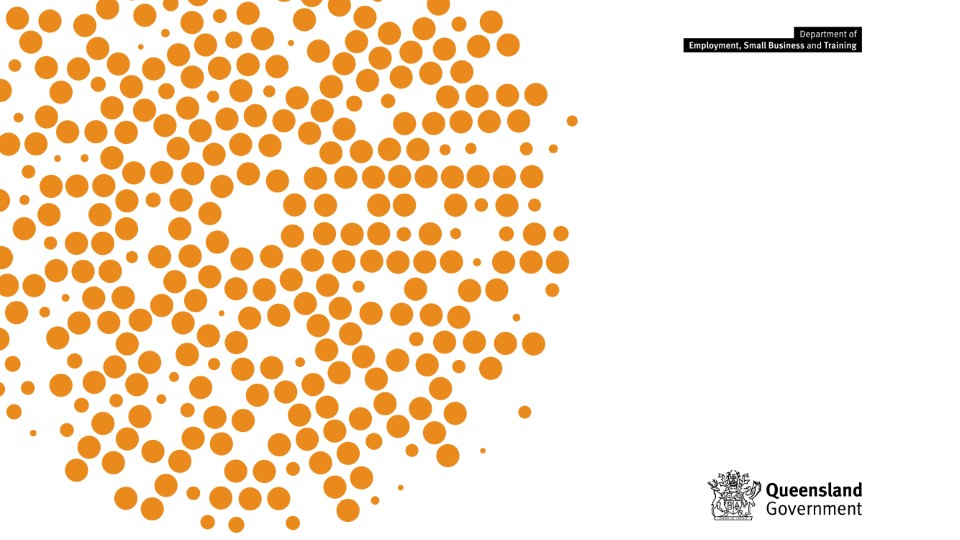 Department of
Employment, Small Business and Training
Queensland
Government